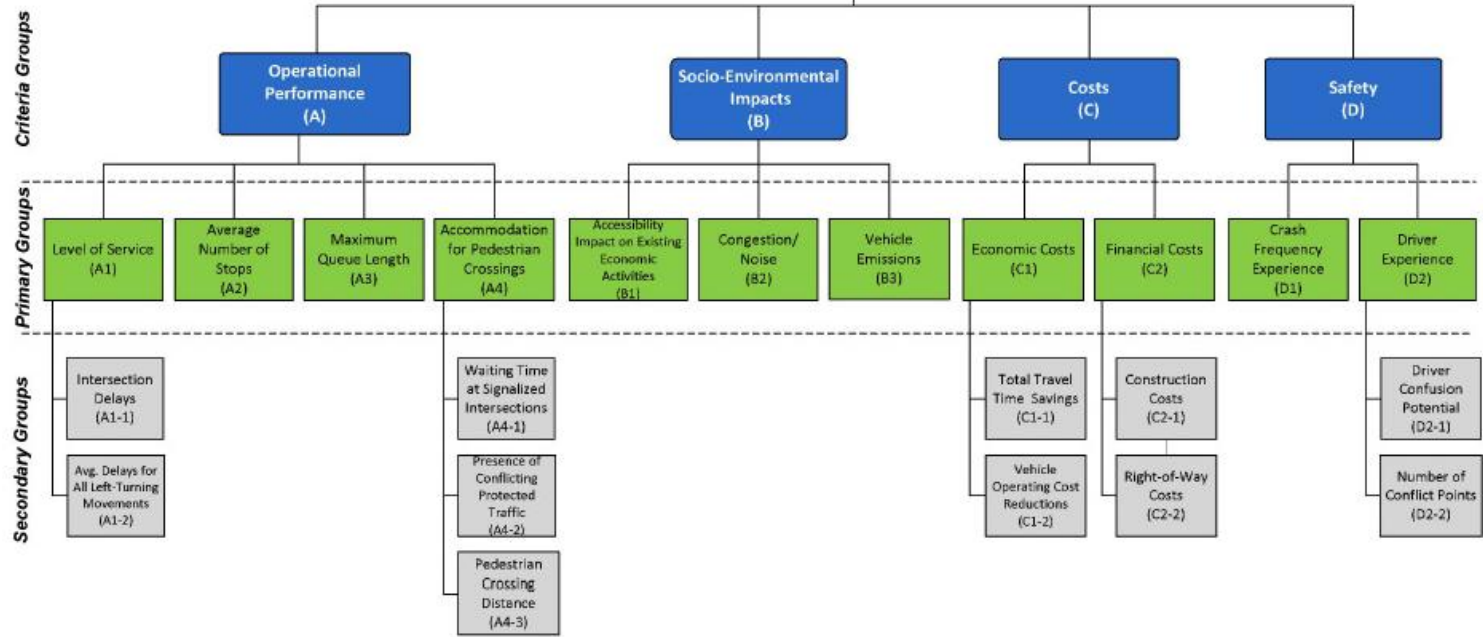 Criteria Groups
Operational
Performance
(A)
Socio-Environmental
Impacts
(B)
Costs
(C)
Safety
(D)
Primary Groups
Level of Service
(A1)
Average
Number of
Stops
(A2)
Maximum
Queue Length
(A3)
Accommodation
for Pedestrian
Crossings
(A4)
Accessibility
Impact on Existing
Economic
Activities
(B1)
Congestion/
Noise
(B2)
Vehicle
Emissions
(B3)
Economic Costs
(C1)
Financial Costs
(C2)
Crash
Frequency
Experience
(D1)
Driver
Experience
(D2)
Secondary Groups
Intersection
Delays
(A1-1)
Avg. Delays for
All Left-Turning
Movements
(A1-2)
Waiting Time
at Signalized
Intersections
(A4-1)
Presence of
Conflicting
Protected
Traffic
(A4-2)
Pedestrian
Crossing
Distance
(A4-3)
Total Travel
Time Savings
(C1-1)
Vehicle
Operating Cost
Reductions
(C1-2)
Construction
Costs
(C2-1)
Right-of-Way
Costs
(C2-2)
Driver
Confusion
Potential
(D2-1)
Number of
Conflict Points
(D2-2)